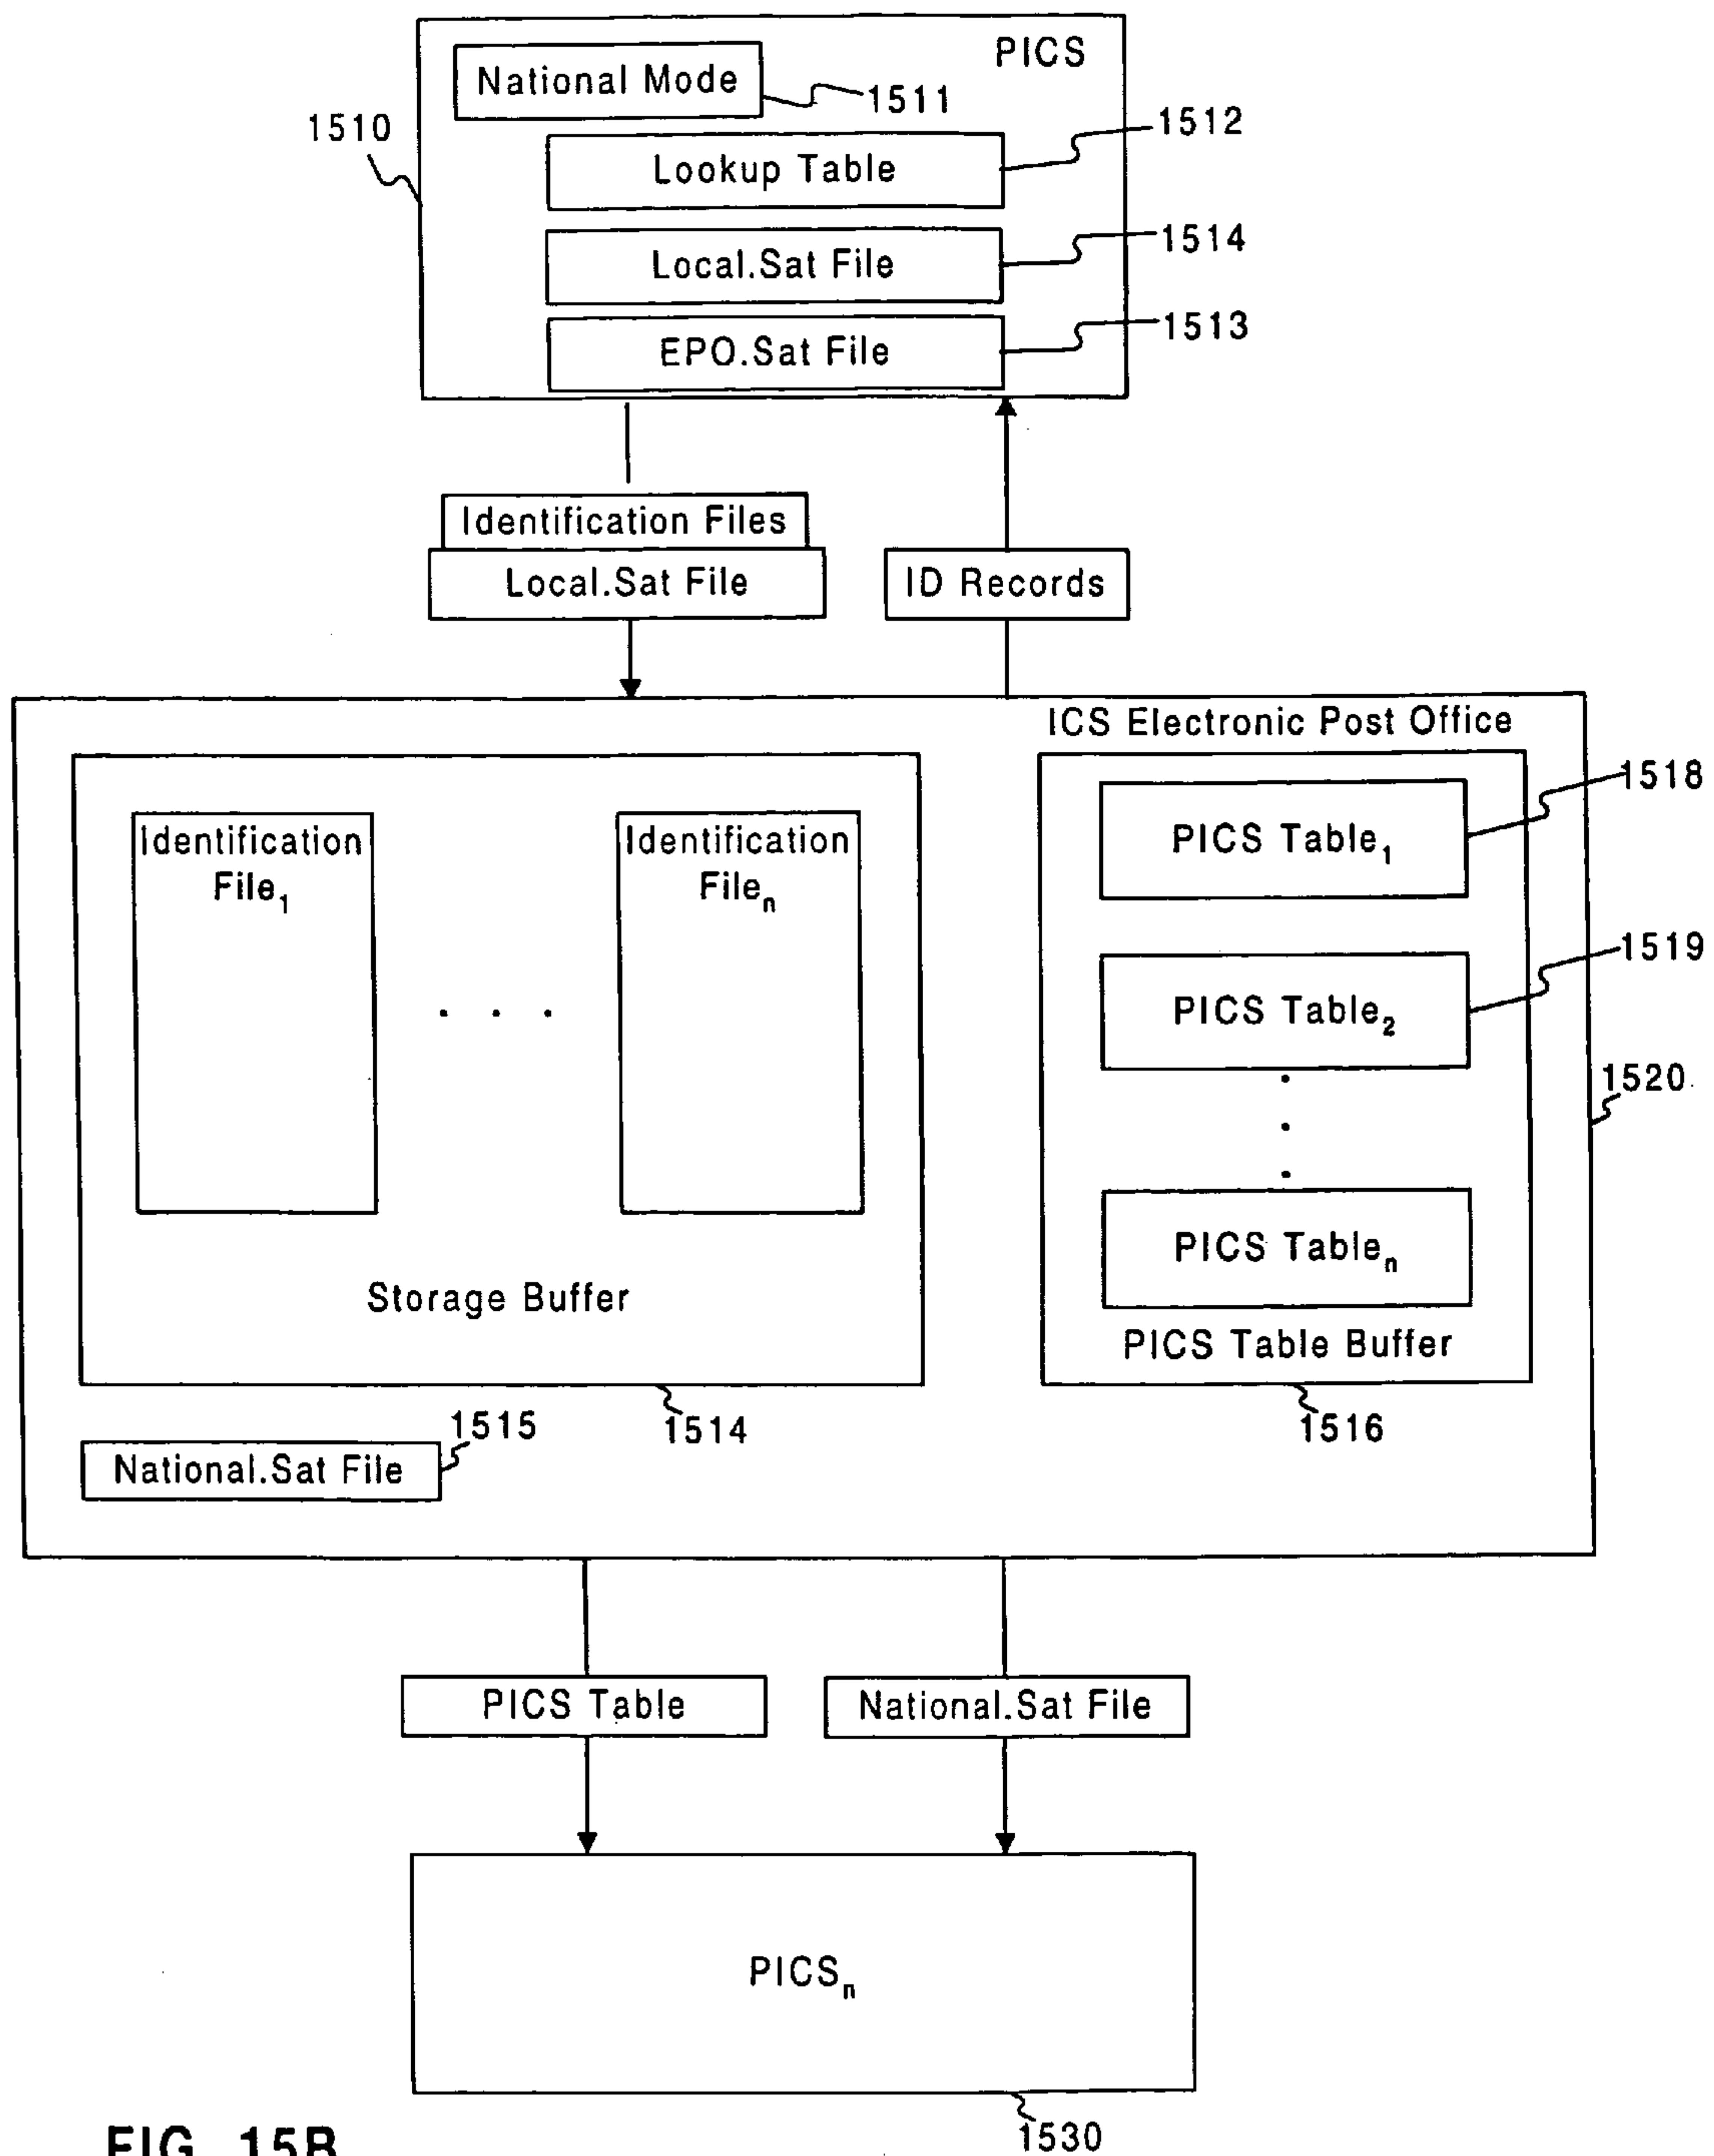 PICS
National Mode
1511
1510
1512
Lookup Table
1514
Local.Sat File
1513
EPO.Sat File
Identification Files
Local.Sat File
ID Records
ICS Electronic Post Office
1518
Identification
File1
Identification
Filen
PICS Table1
1519
. . .
PICS Table2
1520
.
.
.
PICS Tablen
Storage Buffer
PICS Table Buffer
1515
1514
1516
National.Sat File
PICS Table
National.Sat File
PICSn
1530
FIG. 15B